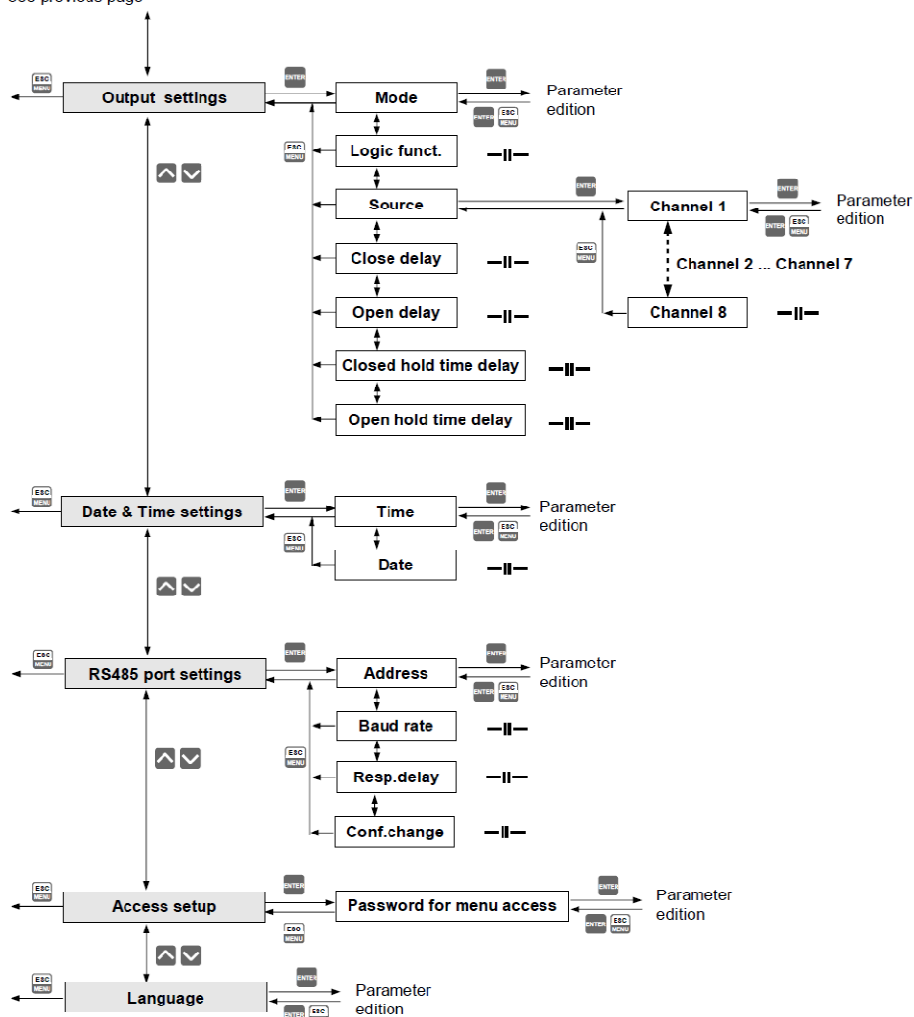 ESC
MENU
Output settings
ENTER
Mode
ENTER
ENTER
ESC
MENU
Parameter
edition
ESC
MENU
Logic funct.
Source
ENTER
Channel 1
ENTER
ENTER
ESC
MENU
Parameter
edition
ESC
MENU
Close delay
Channel 2 ... Channel 7
Open delay
Channel 8
Closed hold time delay
Open hold time delay
ESC
MENU
Date & Time settings
ENTER
Time
ENTER
ENTER
ESC
MENU
Parameter
edition
ESC
MENU
Date
ESC
MENU
RS485 port settings
ENTER
Address
ENTER
ENTER
ESC
MENU
Parameter
edition
Baud rate
ESC
MENU
Resp.delay
Conf.change
ESC
MENU
Access setup
ENTER
ESC
MENU
Password for menu access
ENTER
ENTER
ESC
MENU
Parameter
edition
ESC
MENU
Language
ENTER
ENTER
ESC
Parameter
edition